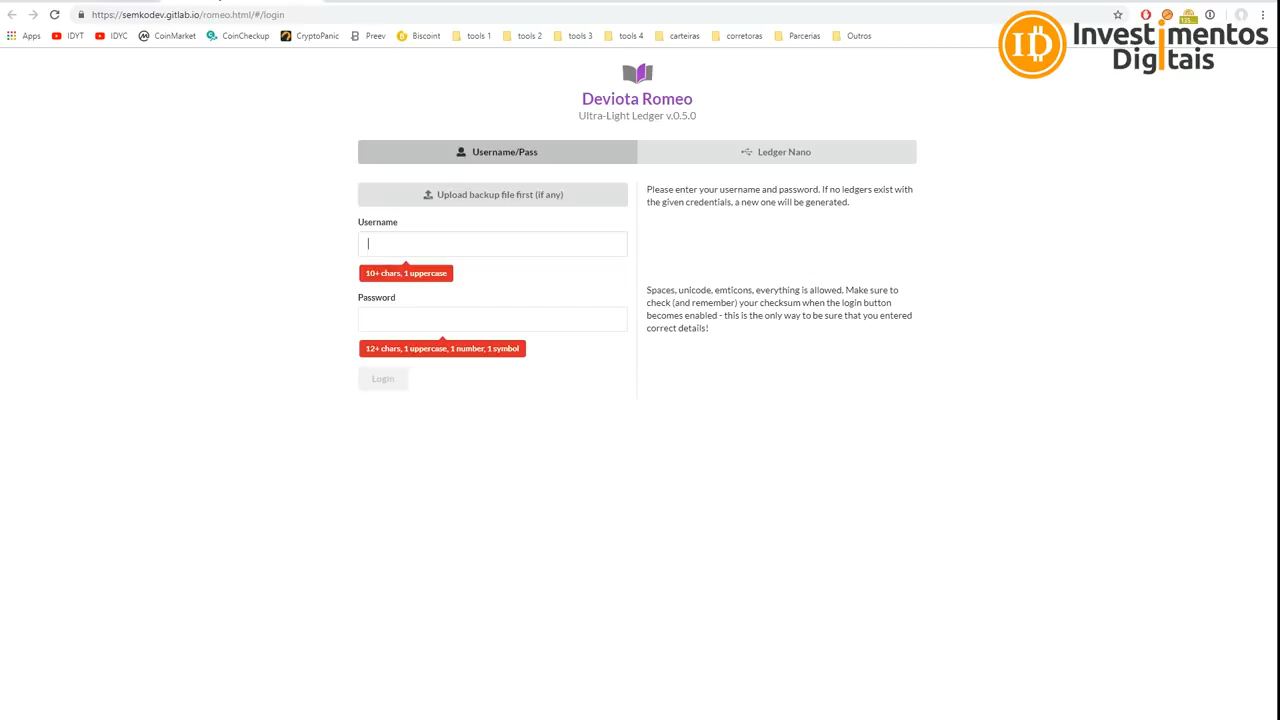 https://semkodev.gitlab.io/romeo.html/#/login
Apps IDYT IDYC CoinMarket CoinCheckup CryptoPanic Preev Biscoint tools 1 tools 2 tools 3 tools 4 carteiras corretoras Parcerias Outros
ID Investimentos
Digitais
Deviota Romeo
Ultra-Light Ledger v.0.5.0
Username/Pass Ledger Nano
Upload backup file first (if any)
Please enter your username and password. If no ledgers exist with
the given credentials, a new one will be generated.
Username
10+ chars, 1 uppercase
Spaces, unicode, emticons, everything is allowed. Make sure to
check (and remember) your checksum when the login button
becomes enabled - this is the only way to be sure that you entered
correct details!
Password
12+ chars, 1 uppercase, 1 number, 1 symbol
Login